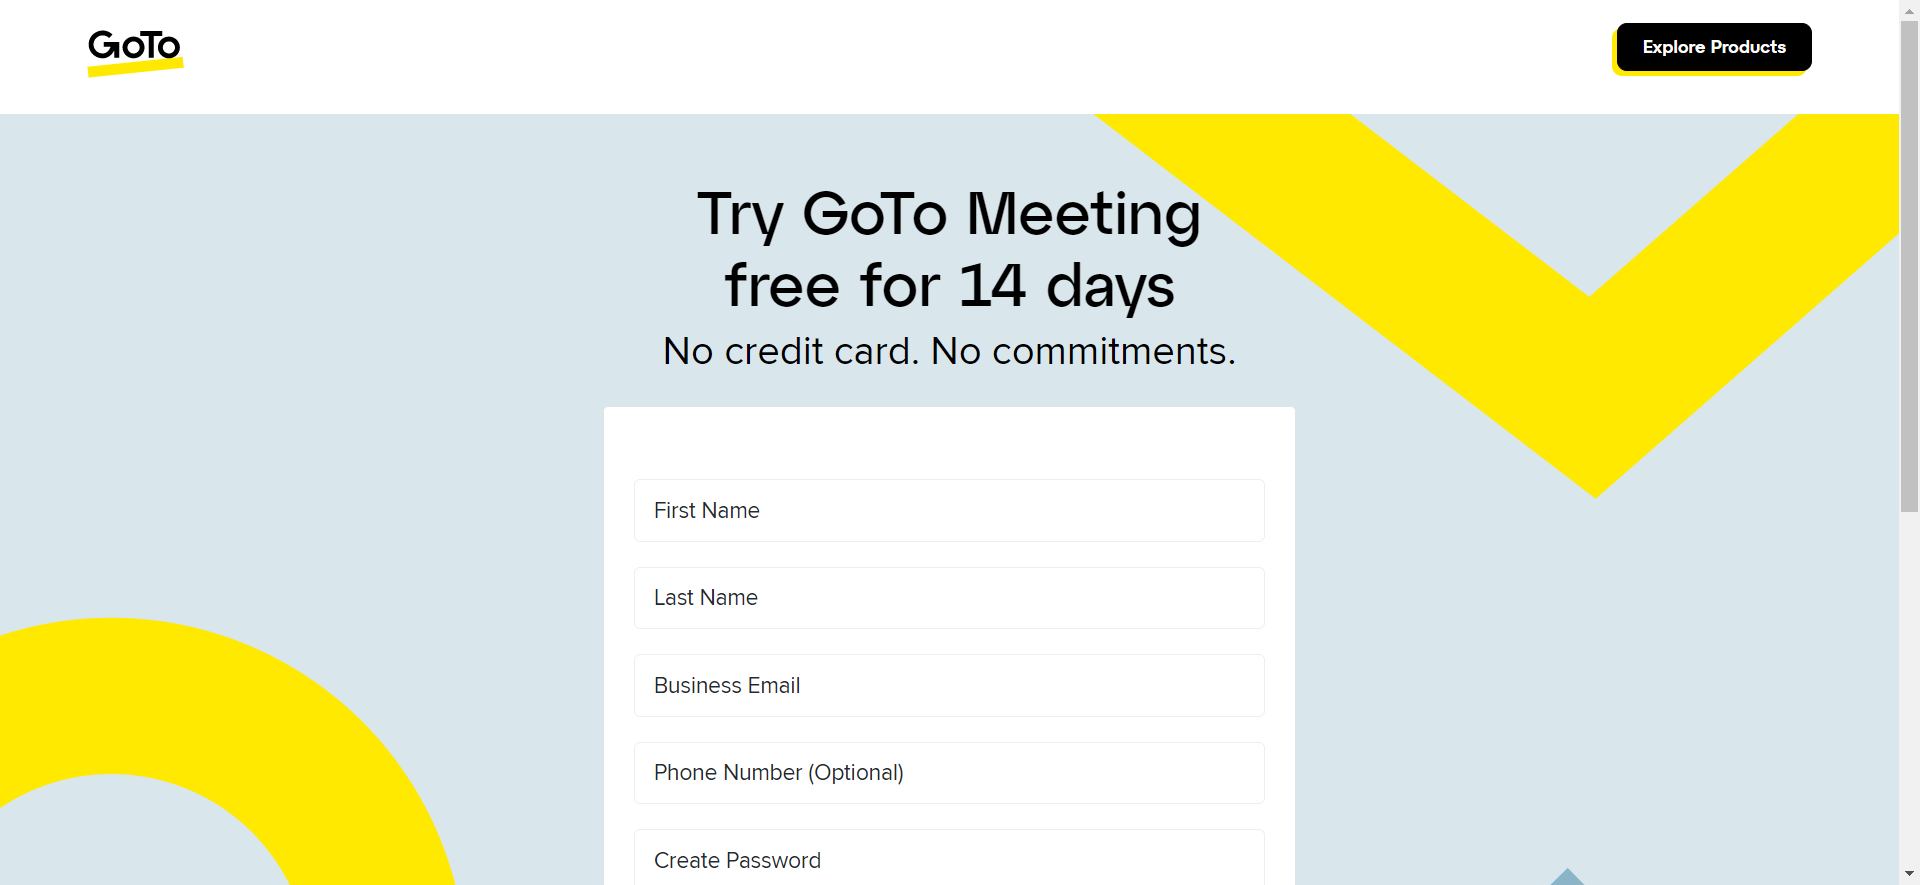 GoTo
Explore Products
Try GoTo Meeting
free for 14 days
No credit card. No commitments.
First Name
Last Name
Business Email
Phone Number (Optional)
Create Password